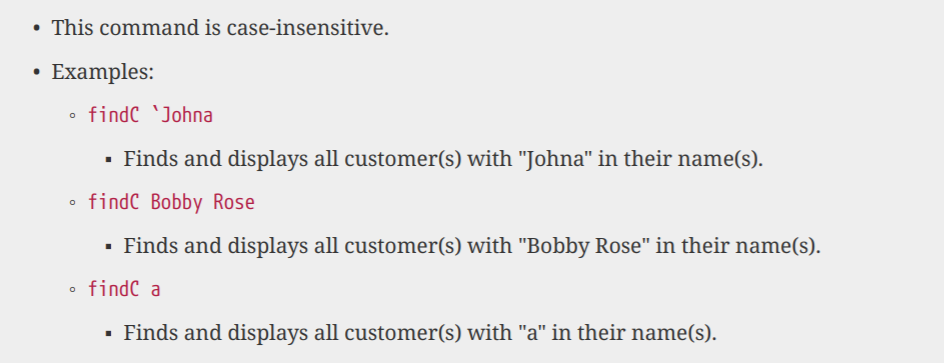 • This command is case-insensitive.
• Examples:
◦ findC `Johna
▪ Finds and displays all customer(s) with "Johna" in their name(s).
◦ findC Bobby Rose
▪ Finds and displays all customer(s) with "Bobby Rose" in their name(s).
◦ findC a
▪ Finds and displays all customer(s) with "a" in their name(s).